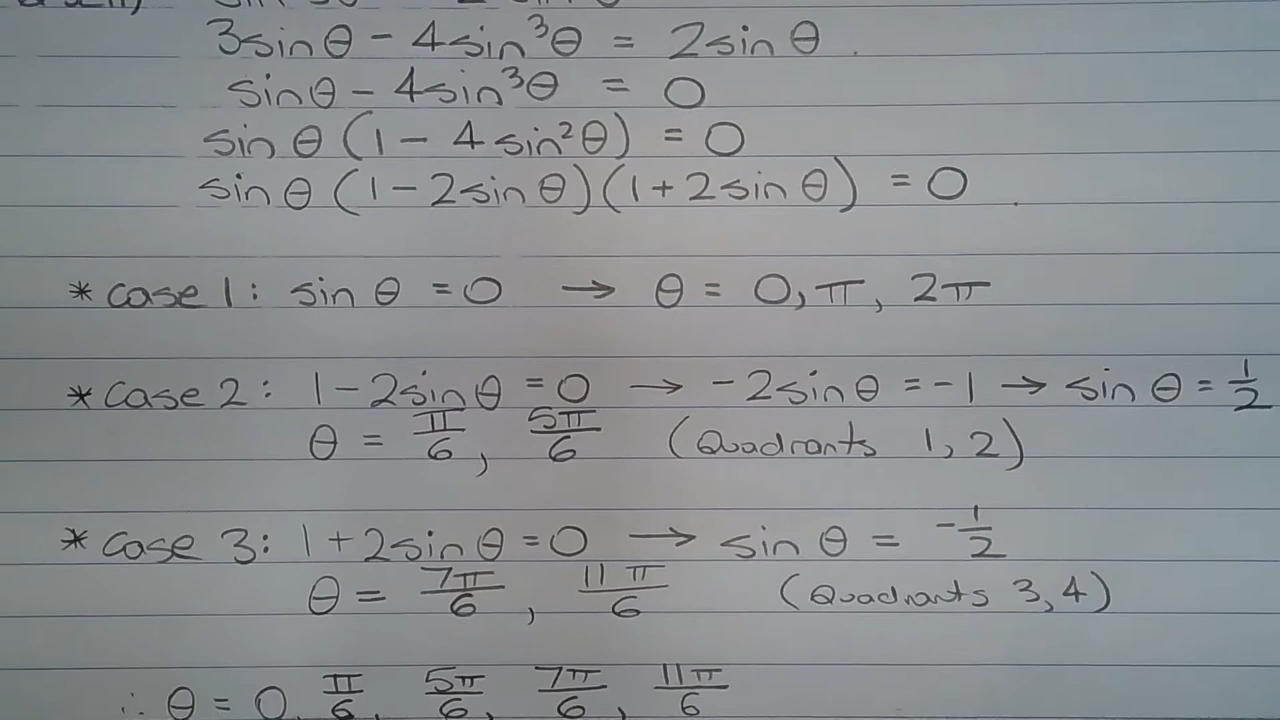 3sinθ - 4sin³θ = 2sinθ
sinθ - 4sin³θ = 0
sinθ(1 - 4sin²θ) = 0
sinθ(1 - 2sinθ)(1 + 2sinθ) = 0
* case 1: sinθ = 0 → θ = 0, π, 2π
* case 2: 1 - 2sinθ = 0 → -2sinθ = -1 → sinθ = 1/2
θ = π/6, 5π/6 (Quadrants 1, 2)
* case 3: 1 + 2sinθ = 0 → sinθ = -1/2
θ = 7π/6, 11π/6 (Quadrants 3, 4)
∴ θ = 0, π/6, 5π/6, 7π/6, 11π/6